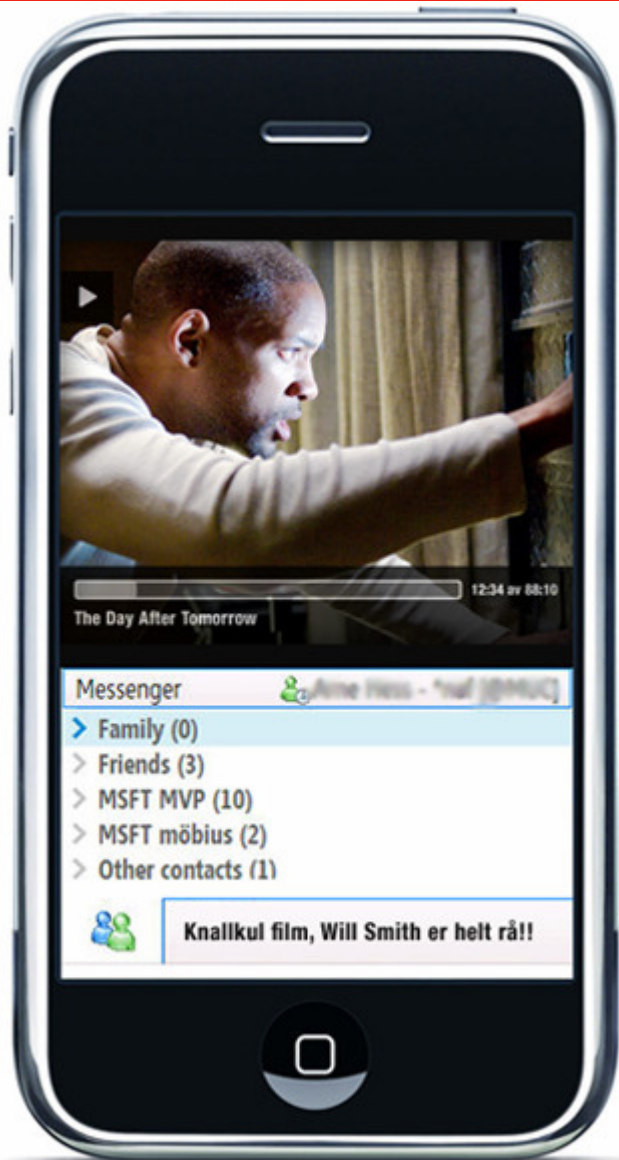 12:34 av 88:10
The Day After Tomorrow
Messenger
Family (0)
Friends (3)
MSFT MVP (10)
MSFT möbius (2)
Other contacts (1)
Knallkul film, Will Smith er helt rå!!